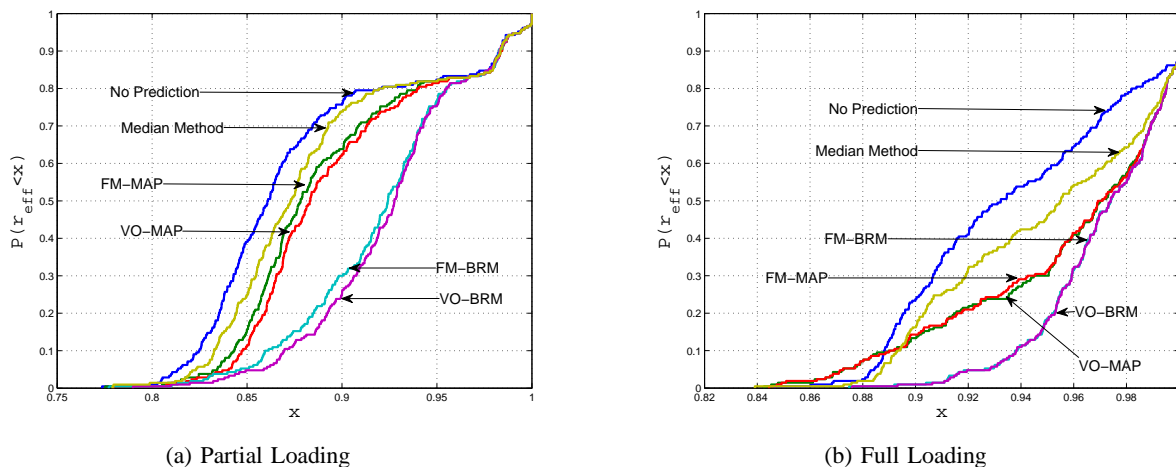 1
0.9
0.8
0.7
0.6
0.5
0.4
0.3
0.2
0.1
0
0.75
0.8
0.85
0.9
0.95
1
x
P(r_eff<x)
No Prediction
Median Method
FM-MAP
VO-MAP
FM-BRM
VO-BRM
(a) Partial Loading
1
0.9
0.8
0.7
0.6
0.5
0.4
0.3
0.2
0.1
0
0.82
0.84
0.86
0.88
0.9
0.92
0.94
0.96
0.98
x
P(r_eff<x)
No Prediction
Median Method
FM-BRM
FM-MAP
VO-BRM
VO-MAP
(b) Full Loading